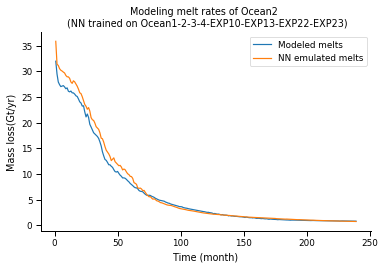 Modeling melt rates of Ocean2
(NN trained on Ocean1-2-3-4-EXP10-EXP13-EXP22-EXP23)
Modeled melts
NN emulated melts
Mass loss(Gt/yr)
35
30
25
20
15
10
5
0
0
50
100
150
200
250
Time (month)